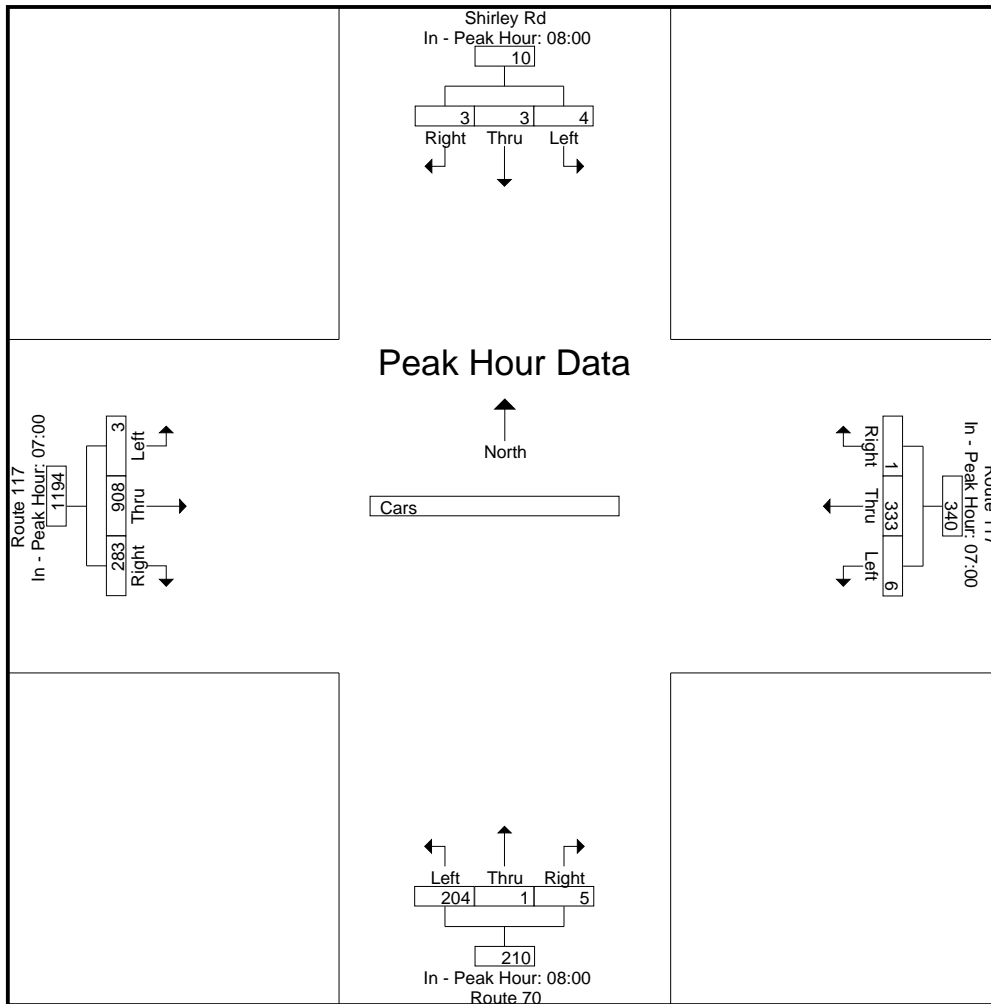 Shirley Rd
In - Peak Hour: 08:00
10
3 3 4
Right Thru Left
Peak Hour Data
North
Cars
Route 117
In - Peak Hour: 07:00
1194
3 908 283
Left Thru Right
Route 117
In - Peak Hour: 07:00
340
1 333 6
Right Thru Left
Left Thru Right
204 1 5
210
In - Peak Hour: 08:00
Route 70